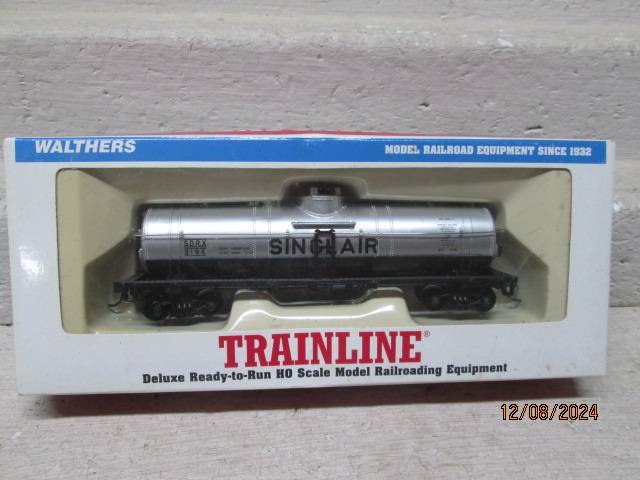 WALTHERS
MODEL RAILROAD EQUIPMENT SINCE 1932
SINCLAIR
SDRX
TRAINLINE®
Deluxe Ready-to-Run HO Scale Model Railroading Equipment
12/08/2024